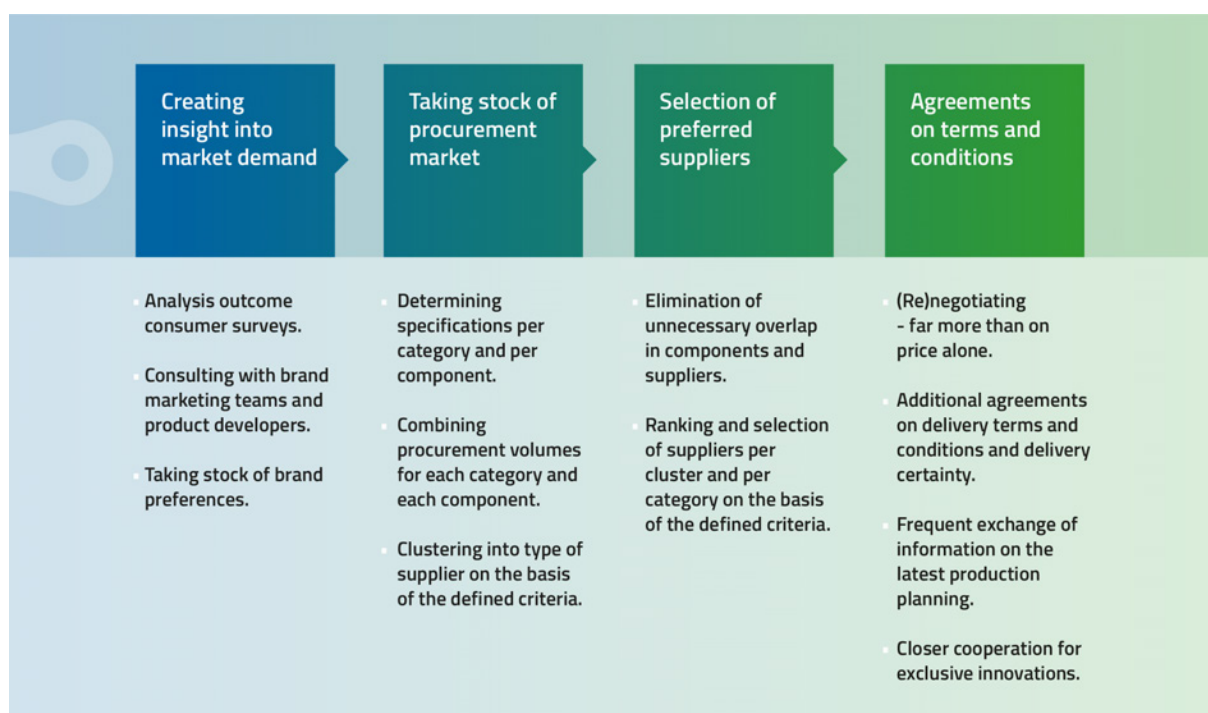 Creating
insight into
market demand
Taking stock of
procurement
market
Selection of
preferred
suppliers
Agreements
on terms and
conditions
Analysis outcome
consumer surveys.
Consulting with brand
marketing teams and
product developers.
Taking stock of brand
preferences.
Determining
specifications per
category and per
component.
Combining
procurement volumes
for each category and
each component.
Clustering into type of
supplier on the basis
of the defined criteria.
Elimination of
unnecessary overlap
in components and
suppliers.
Ranking and selection
of suppliers per
cluster and per
category on the basis
of the defined criteria.
(Re)negotiating
- far more than on
price alone.
Additional agreements
on delivery terms and
conditions and delivery
certainty.
Frequent exchange of
information on the
latest production
planning.
Closer cooperation for
exclusive innovations.